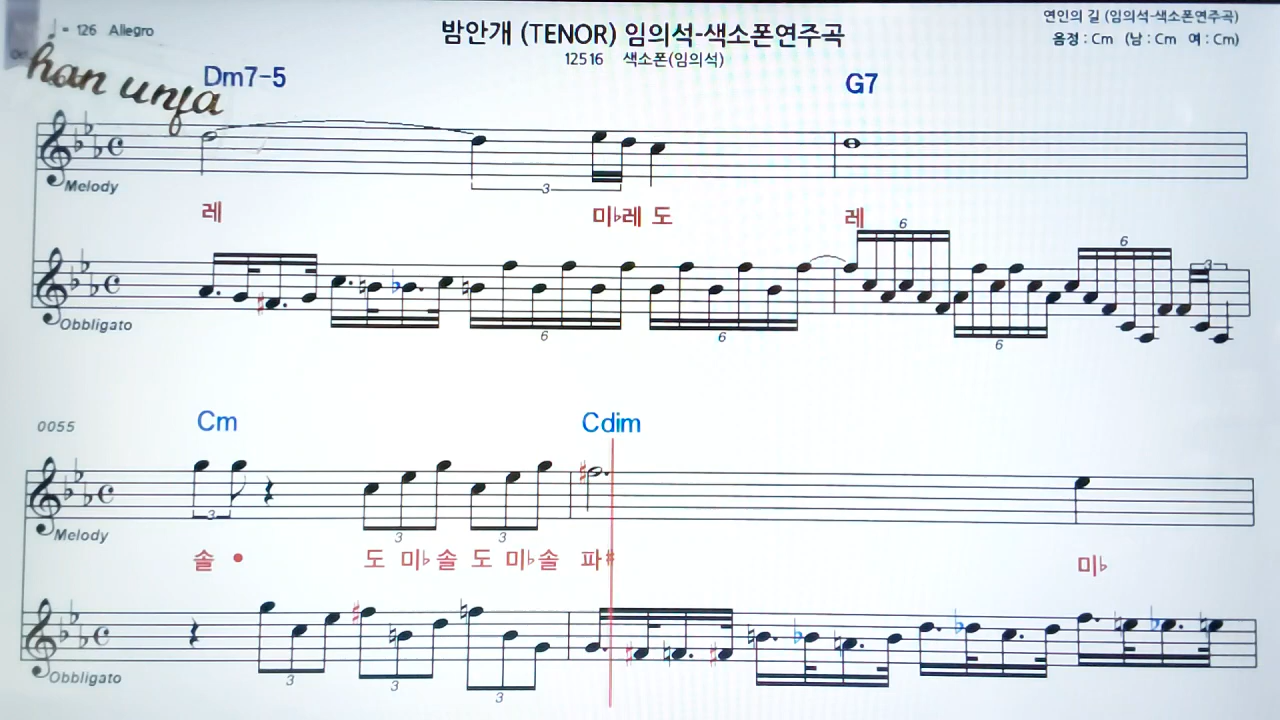 연인의 길 (임의석-색소폰연주곡)
♩ = 126 Allegro
밤안개 (TENOR) 임의석-색소폰연주곡
음정 : Cm (남 : Cm 여 : Cm)
12516 색소폰(임의석)
han unja
Dm7-5 G7
Melody
3
레 미♭레 도 레
6 6 3
Obbligato
6 6 6
0055 Cm Cdim
Melody
3 3 3
솔 • 도 미♭솔 도 미♭솔 파# 미♭
Obbligato
3 3 3